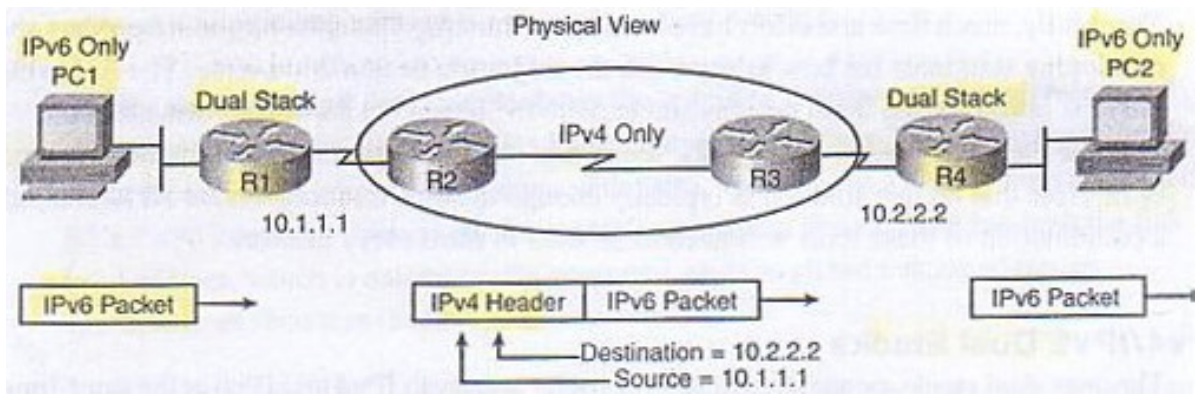 Physical View
IPv6 Only
PC1
IPv6 Only
PC2
Dual Stack
Dual Stack
IPv4 Only
R1
R2
R3
R4
10.1.1.1
10.2.2.2
IPv6 Packet
IPv4 Header
IPv6 Packet
IPv6 Packet
Destination = 10.2.2.2
Source = 10.1.1.1